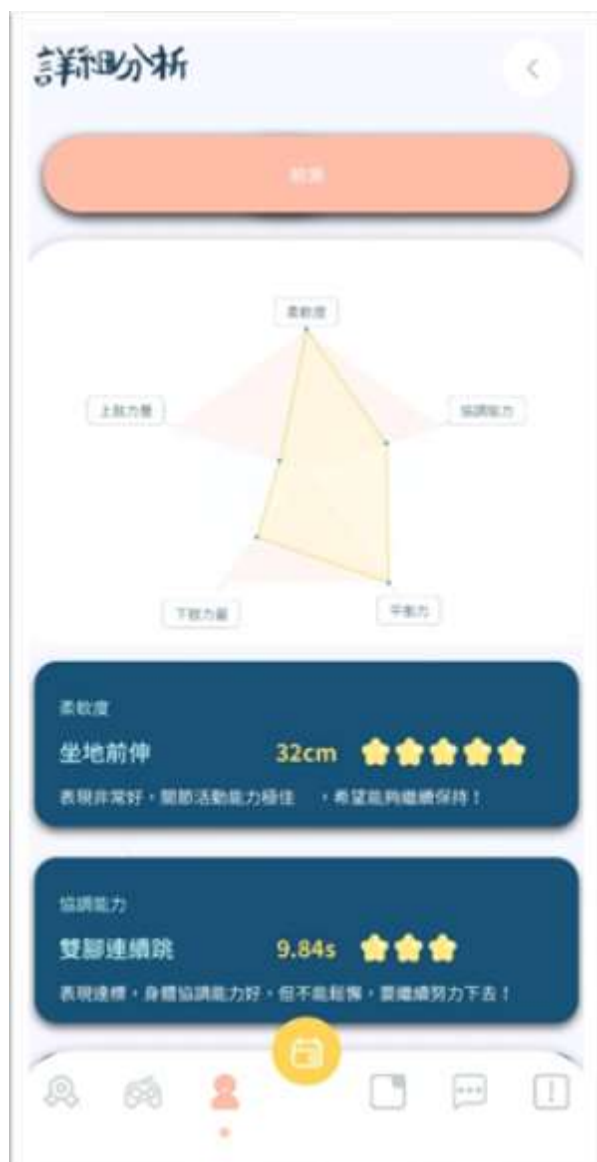 詳細分析
柔軟度
上肢力量
協調能力
下肢力量
平衡力
柔軟度
坐地前伸
32cm
表現非常好，關節活動能力極佳　，希望能夠繼續保持！
協調能力
雙腳連續跳
9.84s
表現達標，身體協調能力好，但不能鬆懈，要繼續努力下去！